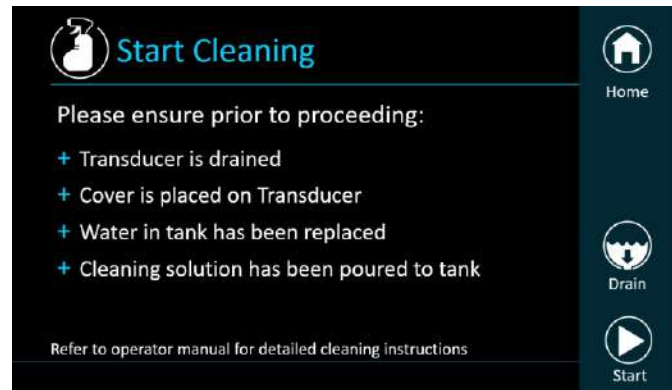 Start Cleaning
Home
Please ensure prior to proceeding:
+ Transducer is drained
+ Cover is placed on Transducer
+ Water in tank has been replaced
+ Cleaning solution has been poured to tank
Drain
Refer to operator manual for detailed cleaning instructions
Start